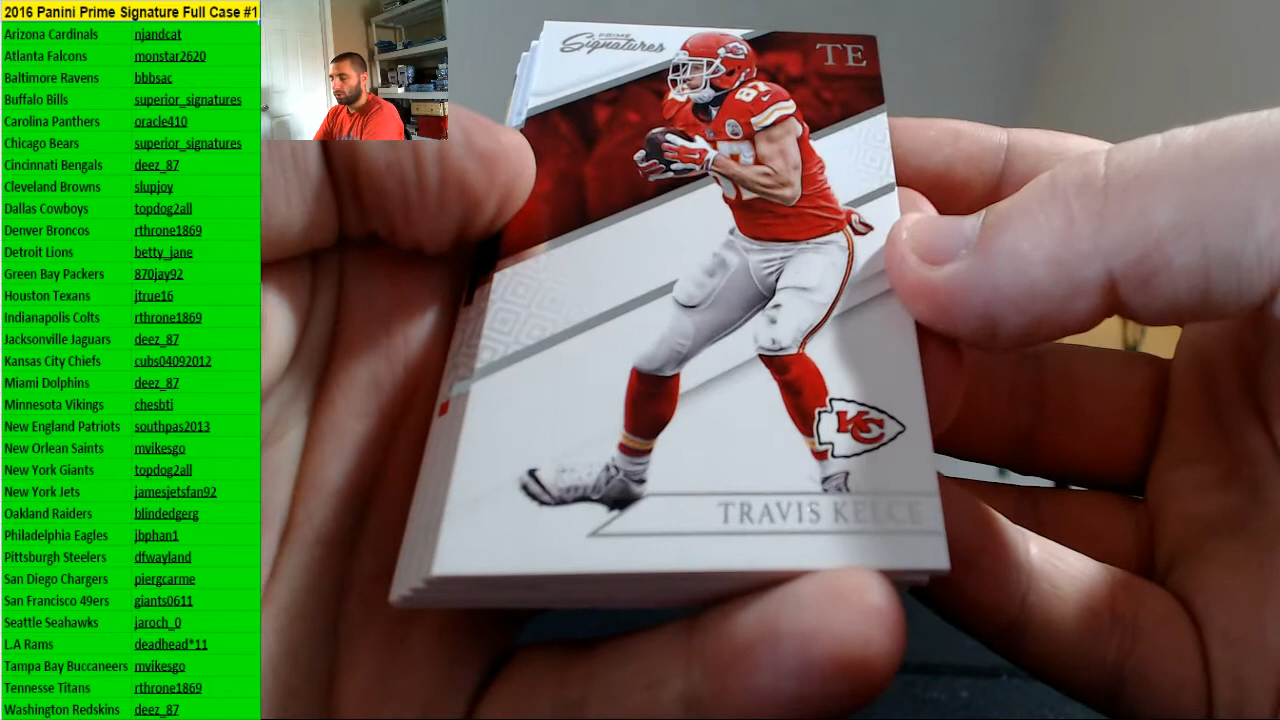 2016 Panini Prime Signature Full Case #1
Arizona Cardinals njandcat
Atlanta Falcons monstar2620
Baltimore Ravens bbbsac
Buffalo Bills superior_signatures
Carolina Panthers oracle410
Chicago Bears superior_signatures
Cincinnati Bengals deez_87
Cleveland Browns slupjoy
Dallas Cowboys topdog2all
Denver Broncos rthrone1869
Detroit Lions betty_jane
Green Bay Packers 870jay92
Houston Texans jtrue16
Indianapolis Colts rthrone1869
Jacksonville Jaguars deez_87
Kansas City Chiefs cubs04092012
Miami Dolphins deez_87
Minnesota Vikings chesbti
New England Patriots southpas2013
New Orlean Saints mvikesgo
New York Giants topdog2all
New York Jets jamesjetsfan92
Oakland Raiders blindedgerg
Philadelphia Eagles jbphan1
Pittsburgh Steelers dfwayland
San Diego Chargers piergcarme
San Francisco 49ers giants0611
Seattle Seahawks jaroch_0
L.A Rams deadhead*11
Tampa Bay Buccaneers mvikesgo
Tennesse Titans rthrone1869
Washington Redskins deez_87
PRIME
Signatures
TE
87
KC
TRAVIS KELCE